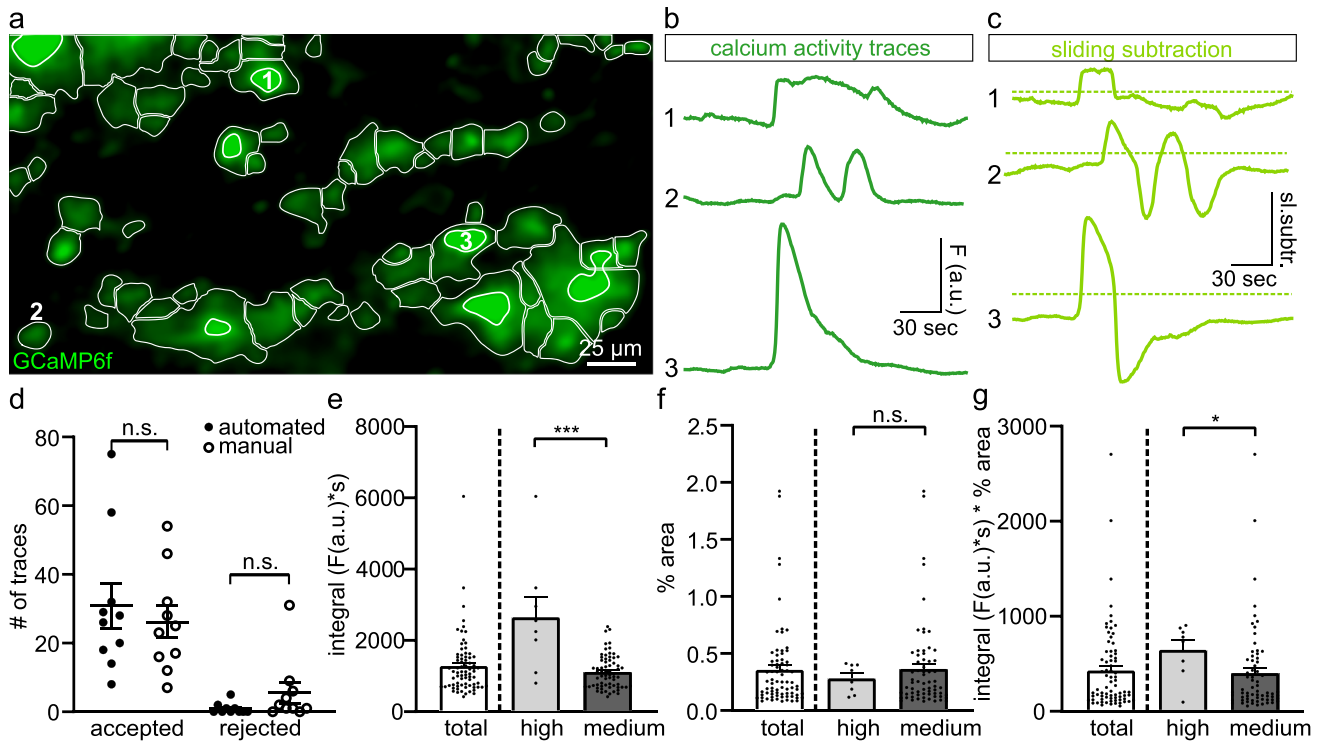 a
1
3
2
GCaMP6f
25 µm
b
calcium activity traces
1
2
3
F (a.u.)
30 sec
c
sliding subtraction
1
2
3
sl.subtr.
30 sec
d
n.s.
automated
manual
n.s.
# of traces
80
60
40
20
0
accepted
rejected
e
***
integral (F(a.u.)*s)
8000
6000
4000
2000
0
total
high
medium
f
n.s.
% area
2.5
2.0
1.5
1.0
0.5
0.0
total
high
medium
g
*
integral (F(a.u.)*s) * % area
3000
2000
1000
0
total
high
medium